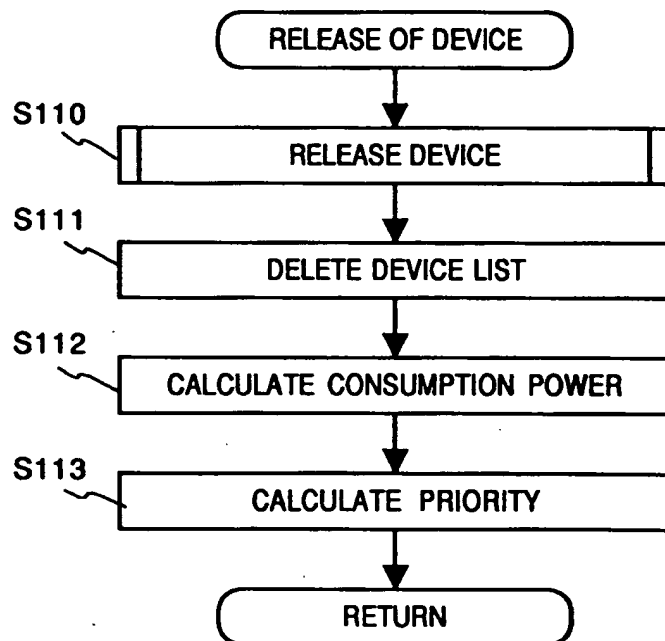 RELEASE OF DEVICE
S110
RELEASE DEVICE
S111
DELETE DEVICE LIST
S112
CALCULATE CONSUMPTION POWER
S113
CALCULATE PRIORITY
RETURN